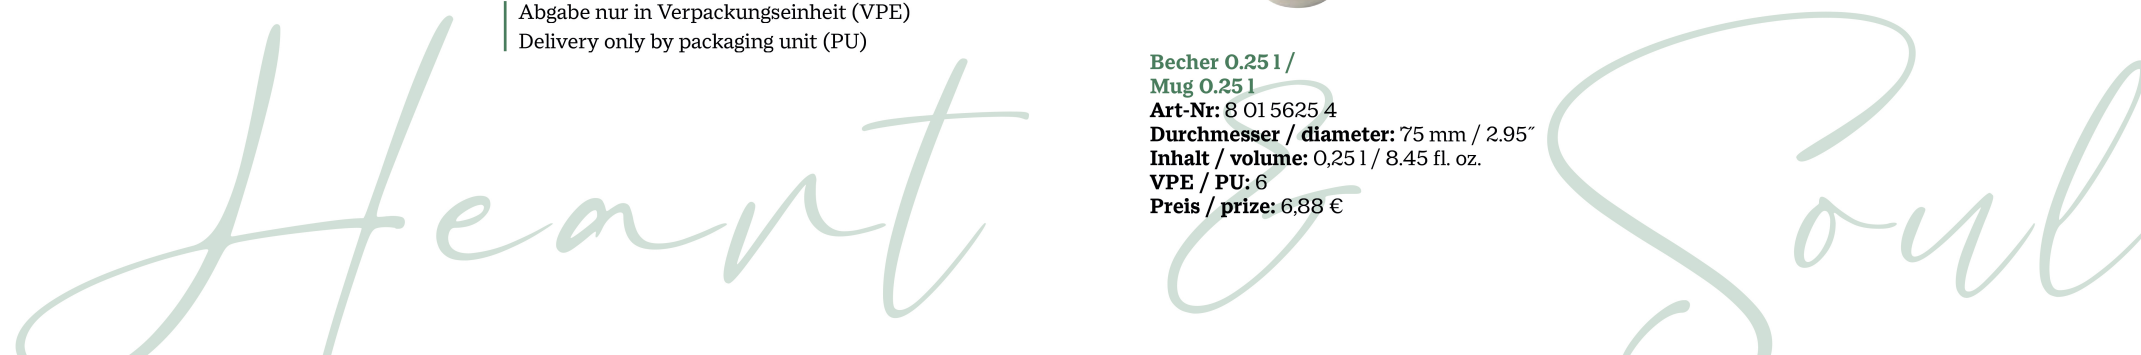 Abgabe nur in Verpackungseinheit (VPE)
Delivery only by packaging unit (PU)
Becher 0.25 l /
Mug 0.25 l
Art-Nr: 8 01 5625 4
Durchmesser / diameter: 75 mm / 2.95˝
Inhalt / volume: 0,25 l / 8.45 fl. oz.
VPE / PU: 6
Preis / prize: 6,88 €
Heart & Soul